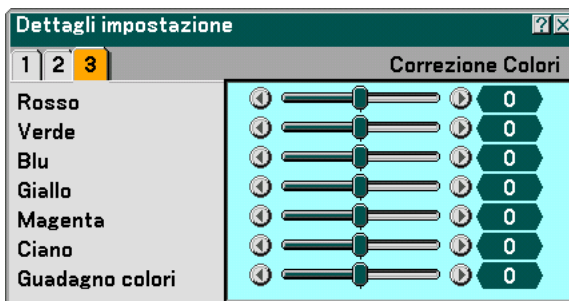 Dettagli impostazione
1 2 3
Correzione Colori
Rosso 0
Verde 0
Blu 0
Giallo 0
Magenta 0
Ciano 0
Guadagno colori 0